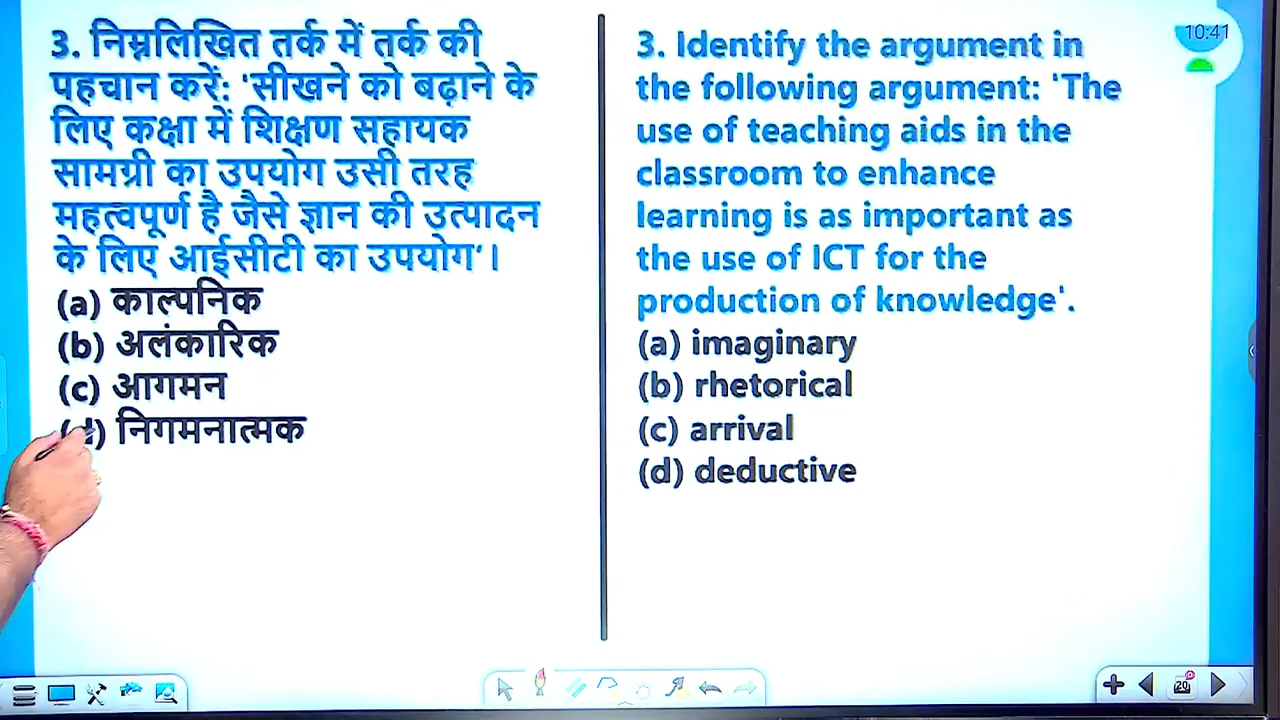 3. निम्नलिखित तर्क में तर्क की
पहचान करें: 'सीखने को बढ़ाने के
लिए कक्षा में शिक्षण सहायक
सामग्री का उपयोग उसी तरह
महत्वपूर्ण है जैसे ज्ञान की उत्पादन
के लिए आईसीटी का उपयोग'।
(a) काल्पनिक
(b) अलंकारिक
(c) आगमन
(d) निगमनात्मक
3. Identify the argument in
the following argument: 'The
use of teaching aids in the
classroom to enhance
learning is as important as
the use of ICT for the
production of knowledge'.
(a) imaginary
(b) rhetorical
(c) arrival
(d) deductive
10:41
20